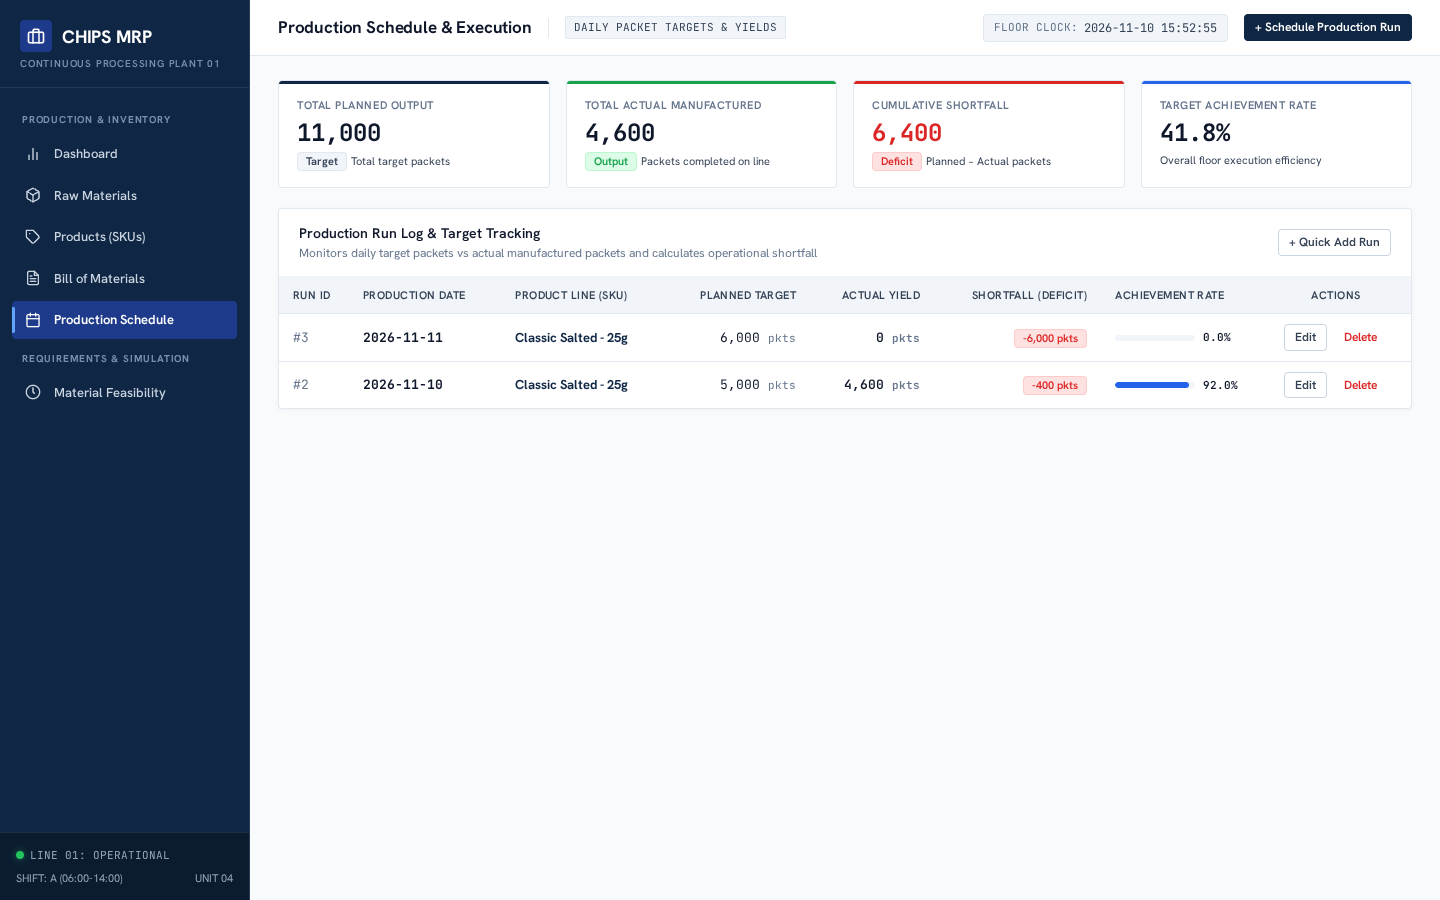 CHIPS MRP
CONTINUOUS PROCESSING PLANT 01
PRODUCTION & INVENTORY
Dashboard
Raw Materials
Products (SKUs)
Bill of Materials
Production Schedule
REQUIREMENTS & SIMULATION
Material Feasibility
LINE 01: OPERATIONAL
SHIFT: A (06:00-14:00) UNIT 04
Production Schedule & Execution DAILY PACKET TARGETS & YIELDS FLOOR CLOCK: 2026-11-10 15:52:55 + Schedule Production Run
TOTAL PLANNED OUTPUT
11,000
Target Total target packets
TOTAL ACTUAL MANUFACTURED
4,600
Output Packets completed on line
CUMULATIVE SHORTFALL
6,400
Deficit Planned − Actual packets
TARGET ACHIEVEMENT RATE
41.8%
Overall floor execution efficiency
Production Run Log & Target Tracking
Monitors daily target packets vs actual manufactured packets and calculates operational shortfall
+ Quick Add Run
RUN ID PRODUCTION DATE PRODUCT LINE (SKU) PLANNED TARGET ACTUAL YIELD SHORTFALL (DEFICIT) ACHIEVEMENT RATE ACTIONS
#3 2026-11-11 Classic Salted - 25g 6,000 pkts 0 pkts -6,000 pkts 0.0% Edit Delete
#2 2026-11-10 Classic Salted - 25g 5,000 pkts 4,600 pkts -400 pkts 92.0% Edit Delete